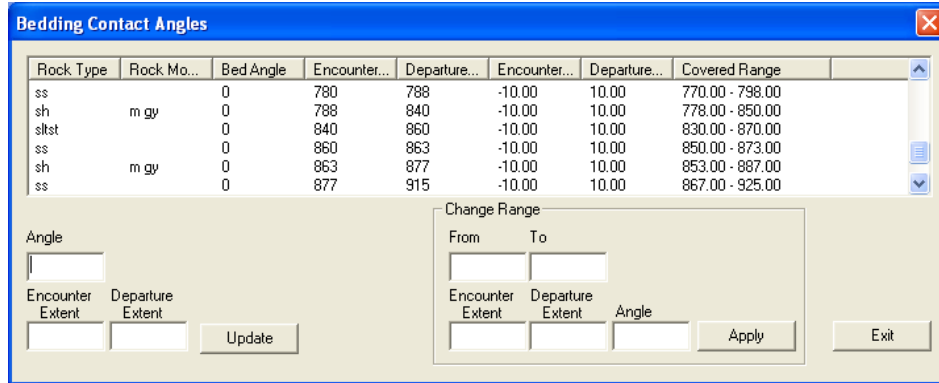 Bedding Contact Angles
Rock Type Rock Mo... Bed Angle Encounter... Departure... Encounter... Departure... Covered Range
ss 0 780 788 -10.00 10.00 770.00 - 798.00
sh m gy 0 788 840 -10.00 10.00 778.00 - 850.00
sltst 0 840 860 -10.00 10.00 830.00 - 870.00
ss 0 860 863 -10.00 10.00 850.00 - 873.00
sh m gy 0 863 877 -10.00 10.00 853.00 - 887.00
ss 0 877 915 -10.00 10.00 867.00 - 925.00
Change Range
Angle From To
Encounter Departure Encounter Departure
Extent Extent Extent Extent Angle
Update Apply Exit